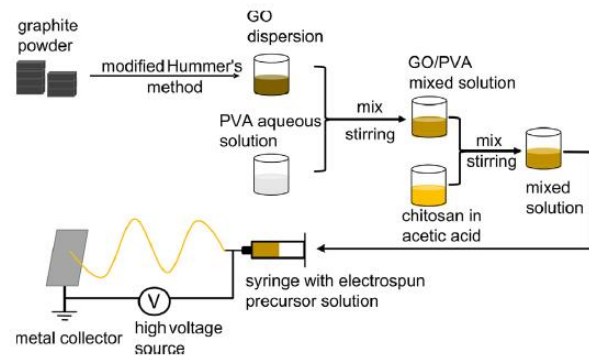 graphite
powder
modified Hummer's
method
GO
dispersion
PVA aqueous
solution
mix
stirring
GO/PVA
mixed solution
chitosan in
acetic acid
mix
stirring
mixed
solution
syringe with electrospun
precursor solution
V
high voltage
source
metal collector